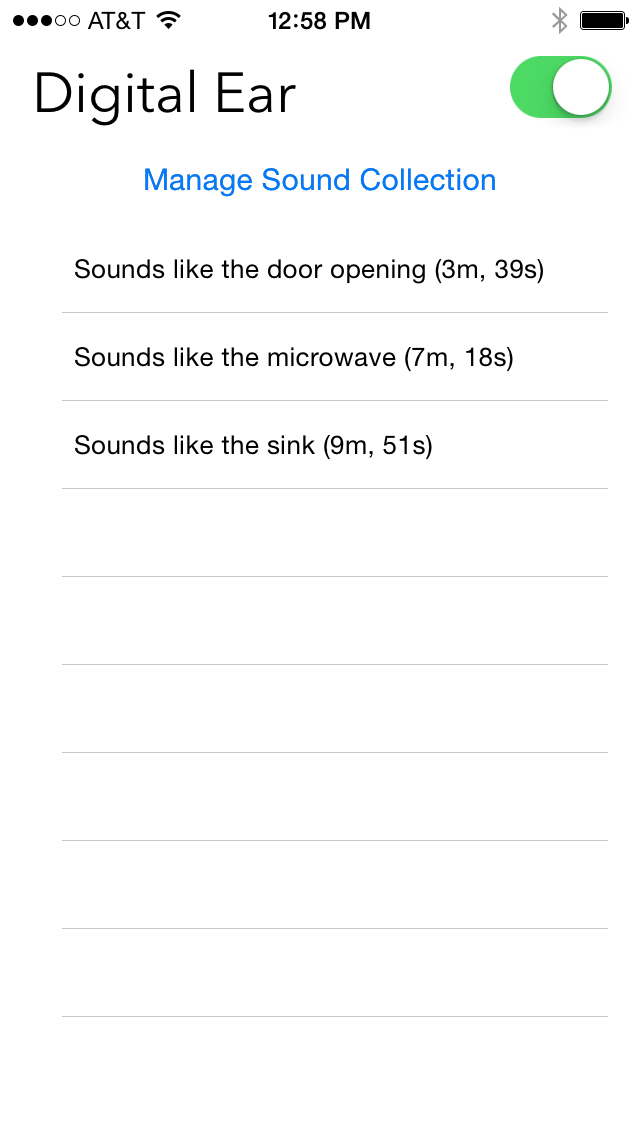 AT&T 12:58 PM
Digital Ear
Manage Sound Collection
Sounds like the door opening (3m, 39s)
Sounds like the microwave (7m, 18s)
Sounds like the sink (9m, 51s)